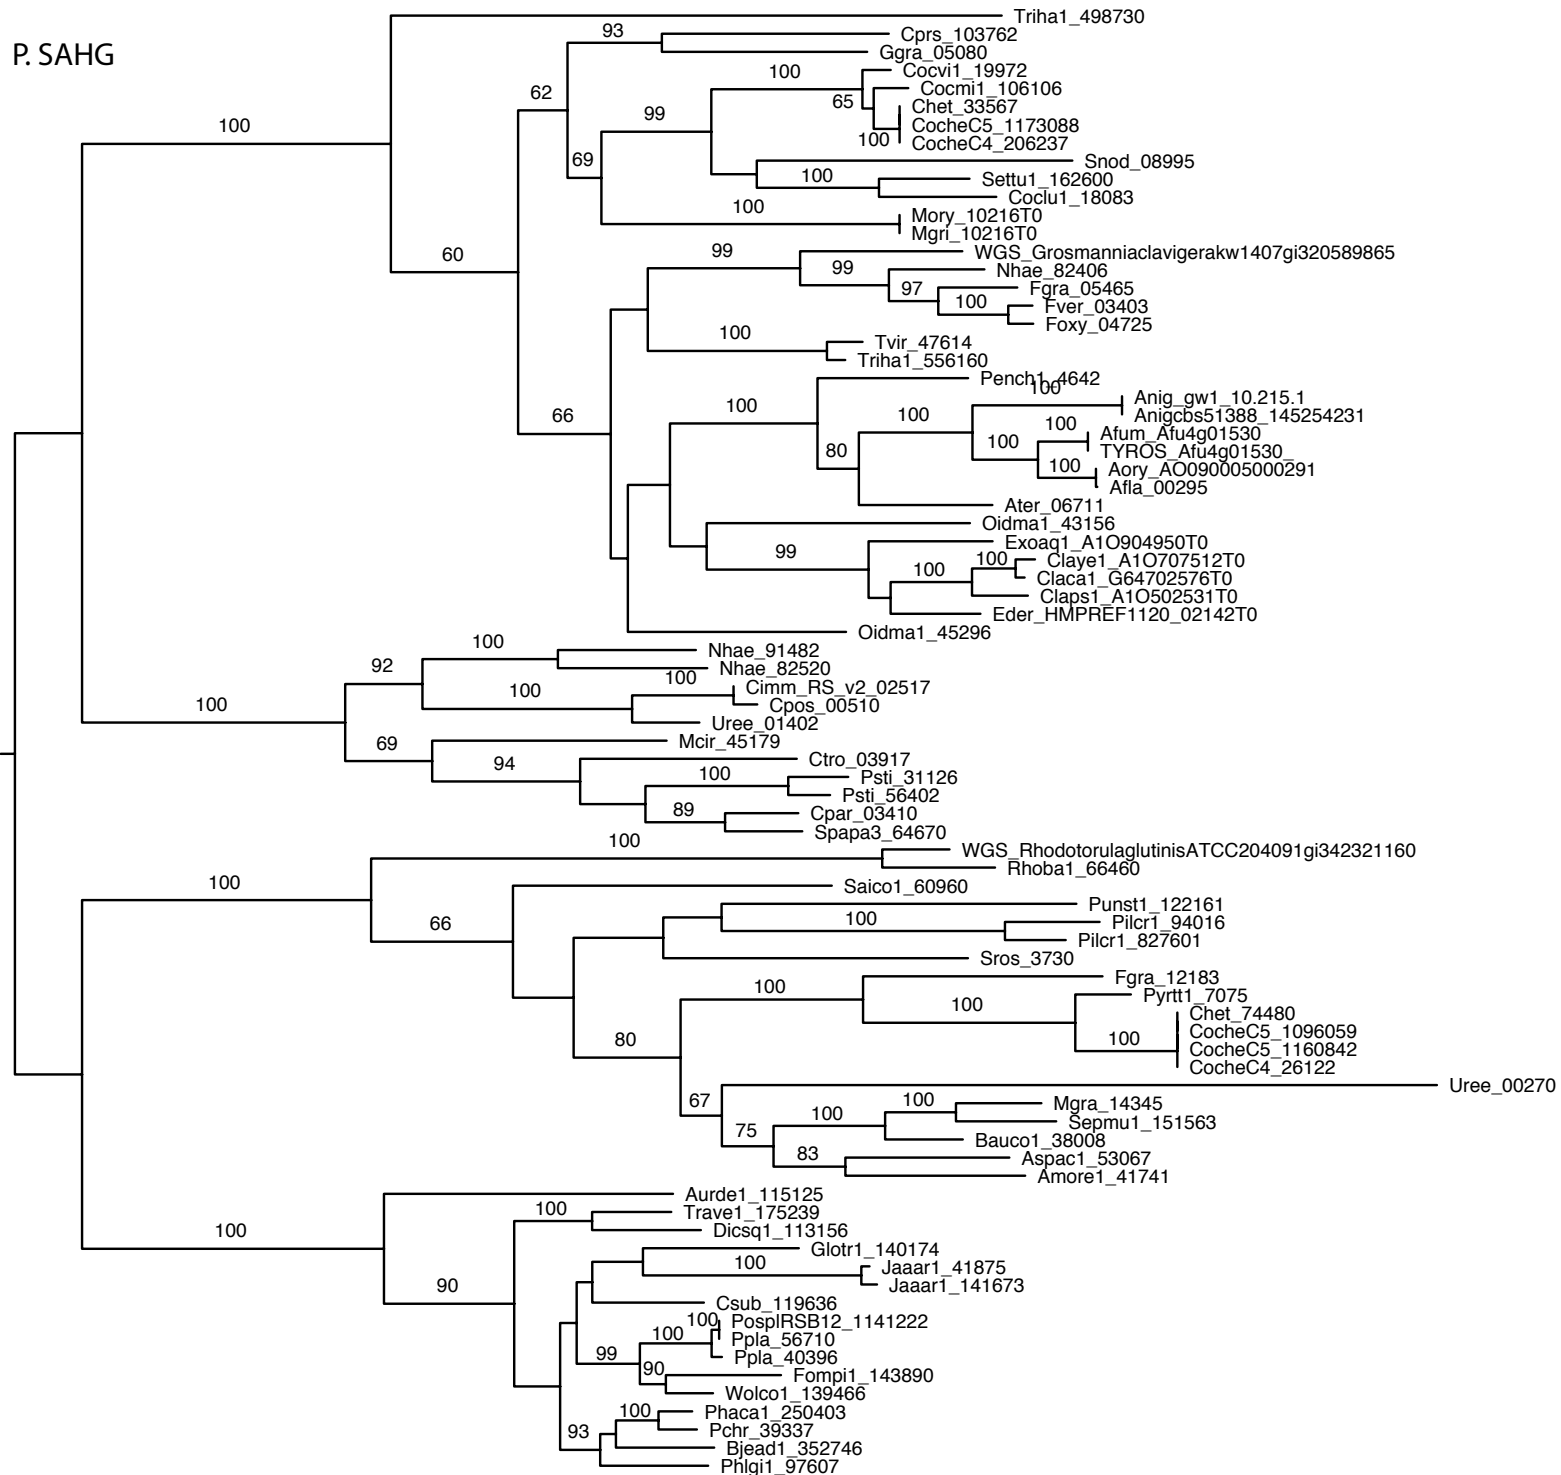 Triha1_498730
93
Cprs_103762
P. SAHG
Ggra_05080
100
Cocvi1_19972
62
Cocmi1_106106
65
Chet_33567
99
CocheC5_1173088
100
100
CocheC4_206237
69
Snod_08995
100
Settu1_162600
Coclu1_18083
100
Mory_10216T0
Mgri_10216T0
60
99
WGS_Grosmanniaclavigerakw1407gi320589865
99
Nhae_82406
97
Fgra_05465
100
Fver_03403
Foxy_04725
100
Tvir_47614
Triha1_556160
Pench1_4642
100
Anig_gw1_10.215.1
100
66
100
Anigcbs51388_145254231
100
Afum_Afu4g01530
100
80
TYROS_Afu4g01530_
100
Aory_AO090005000291
Afla_00295
Ater_06711
Oidma1_43156
99
Exoaq1_A1O904950T0
100
Claye1_A1O707512T0
100
Claca1_G64702576T0
Claps1_A1O502531T0
Eder_HMPREF1120_02142T0
Oidma1_45296
100
Nhae_91482
92
Nhae_82520
100
100
Cimm_RS_v2_02517
100
Cpos_00510
Uree_01402
69
Mcir_45179
94
Ctro_03917
100
Psti_31126
Psti_56402
89
Cpar_03410
Spapa3_64670
100
WGS_RhodotorulaglutinisATCC204091gi342321160
Rhoba1_66460
100
Saico1_60960
Punst1_122161
66
100
Pilcr1_94016
Pilcr1_827601
Sros_3730
Fgra_12183
100
Pyrtt1_7075
100
Chet_74480
CocheC5_1096059
80
100
CocheC5_1160842
CocheC4_26122
Uree_00270
67
100
Mgra_14345
100
Sepmu1_151563
75
Bauco1_38008
83
Aspac1_53067
Amore1_41741
Aurde1_115125
100
Trave1_175239
100
Dicsq1_113156
Glotr1_140174
100
Jaaar1_41875
90
Jaaar1_141673
Csub_119636
100
PosplRSB12_1141222
100
Ppla_56710
99
Ppla_40396
90
Fompi1_143890
Wolco1_139466
100
Phaca1_250403
93
Pchr_39337
Bjead1_352746
Phlgi1_97607